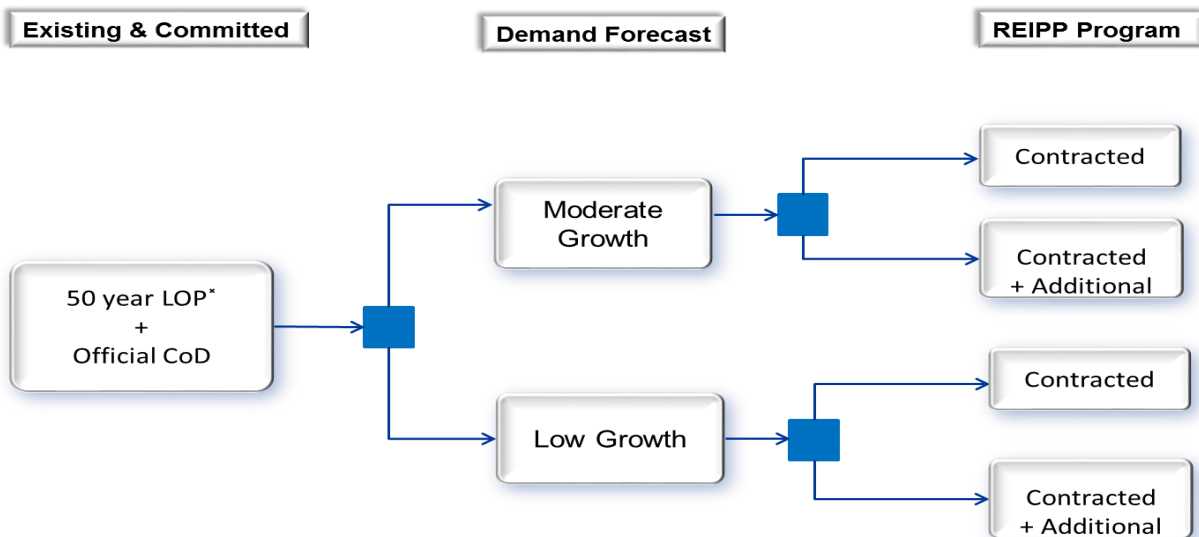 Existing & Committed
Demand Forecast
REIPP Program
50 year LOP*
+
Official CoD
Moderate
Growth
Low Growth
Contracted
Contracted
+ Additional
Contracted
Contracted
+ Additional